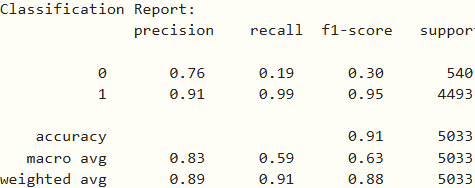 Classification Report:
precision recall f1-score suppor
0 0.76 0.19 0.30 540
1 0.91 0.99 0.95 4493
accuracy 0.91 5033
macro avg 0.83 0.59 0.63 5033
weighted avg 0.89 0.91 0.88 5033